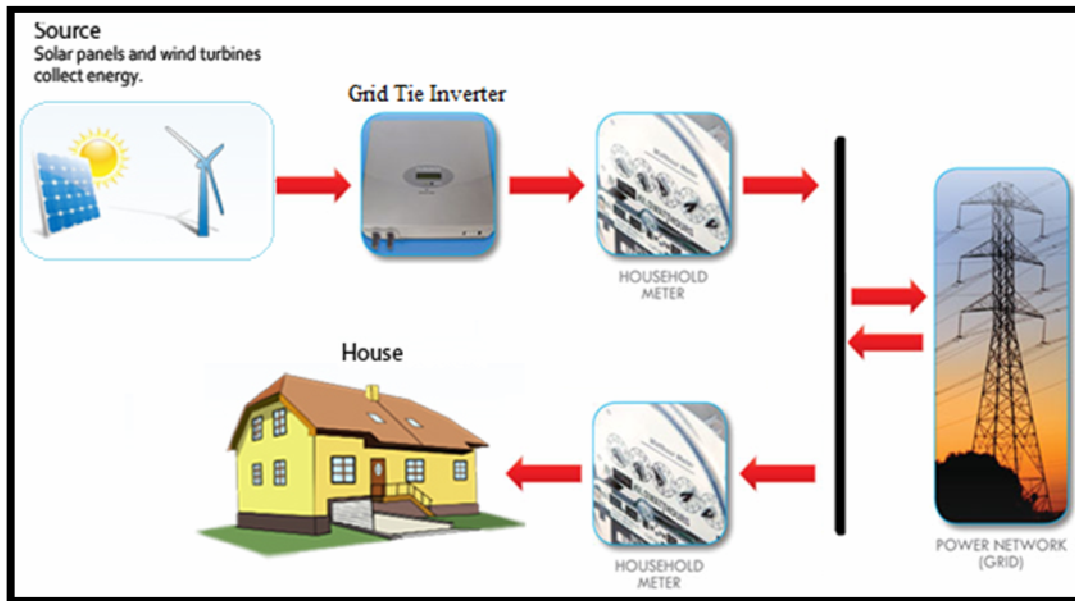 Source
Solar panels and wind turbines
collect energy.
Grid Tie Inverter
HOUSEHOLD
METER
House
HOUSEHOLD
METER
POWER NETWORK
(GRID)